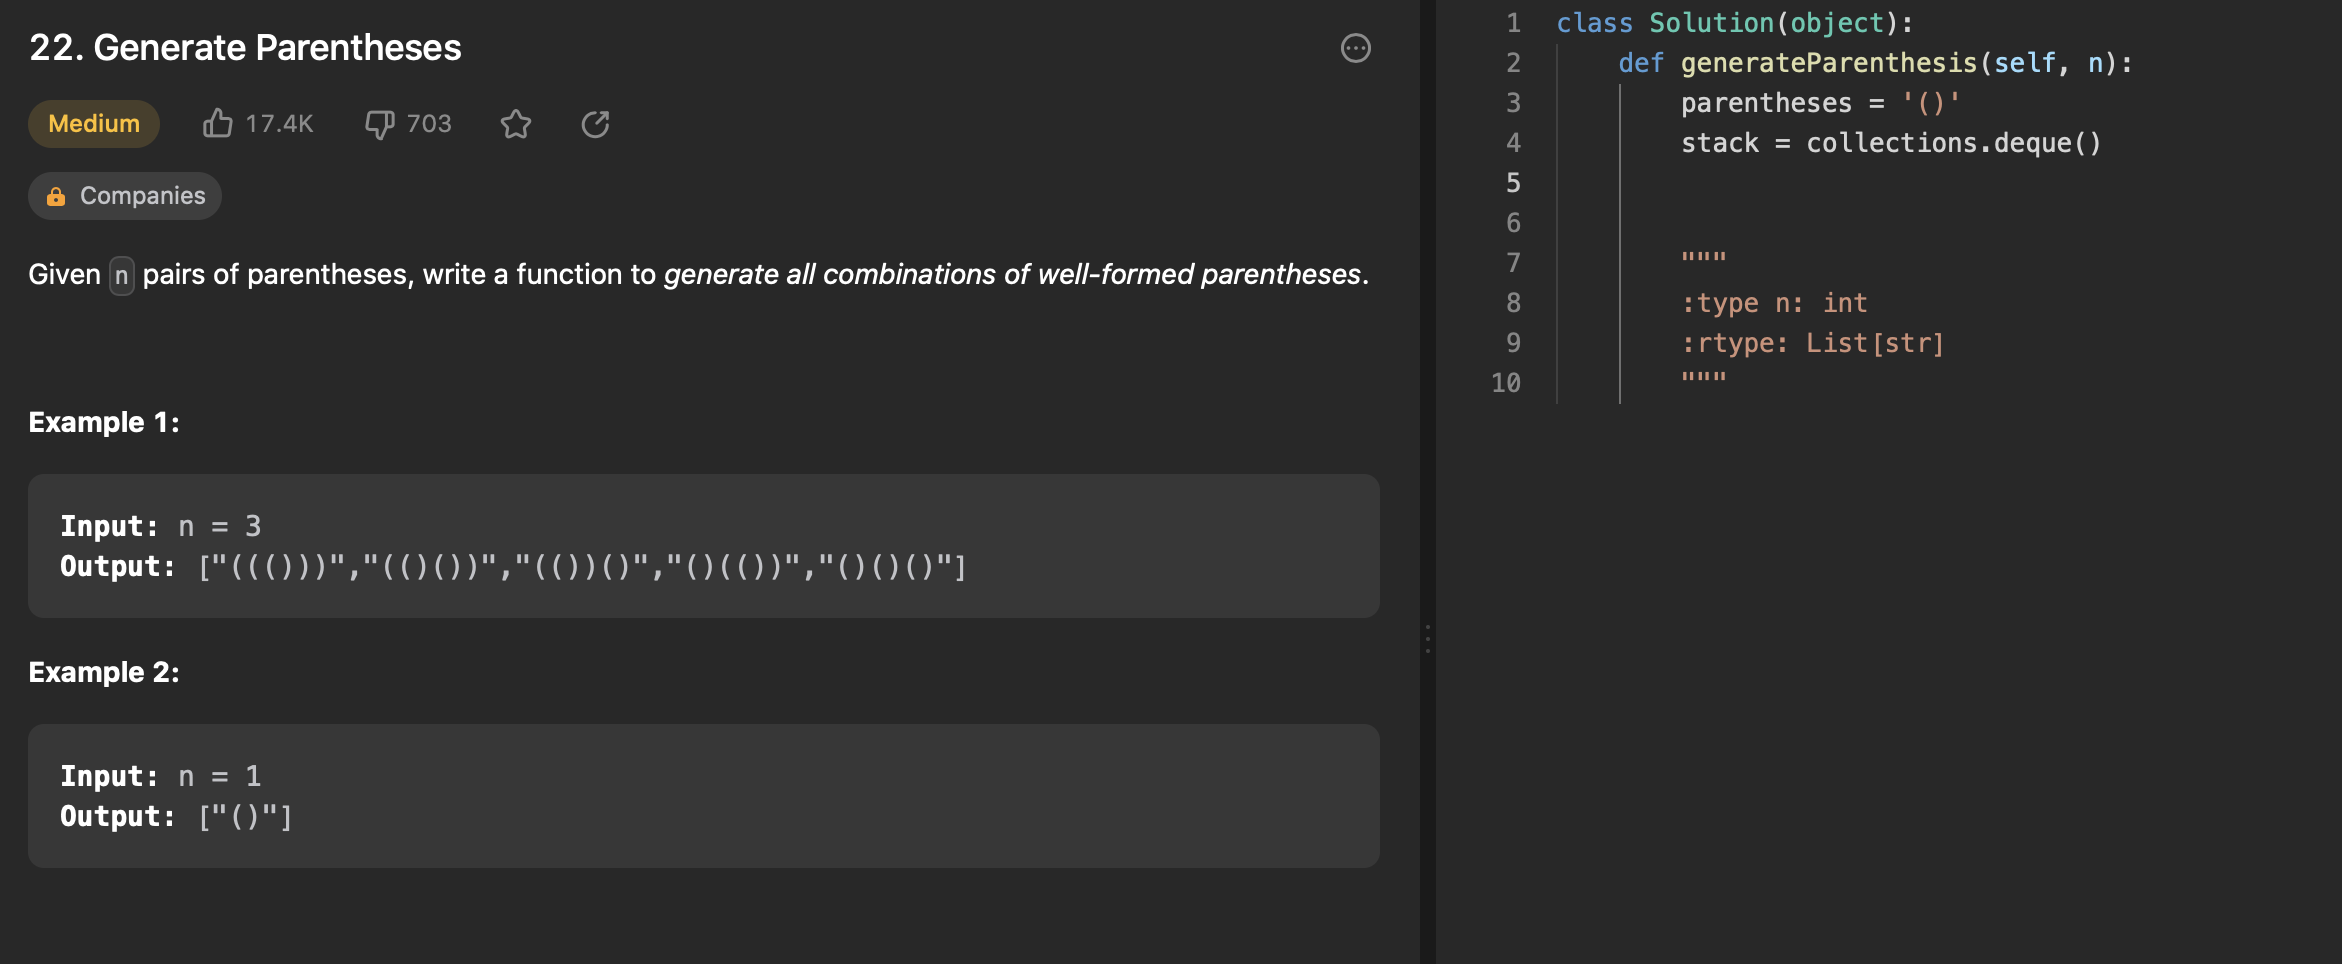 22. Generate Parentheses
Medium 17.4K 703
Companies
Given n pairs of parentheses, write a function to generate all combinations of well-formed parentheses.
Example 1:
Input: n = 3
Output: ["((()))","(()())","(())()","()(())","()()()"]
Example 2:
Input: n = 1
Output: ["()"]
1 class Solution(object):
2     def generateParenthesis(self, n):
3         parentheses = '()'
4         stack = collections.deque()
5
6
7         """
8         :type n: int
9         :rtype: List[str]
10         """